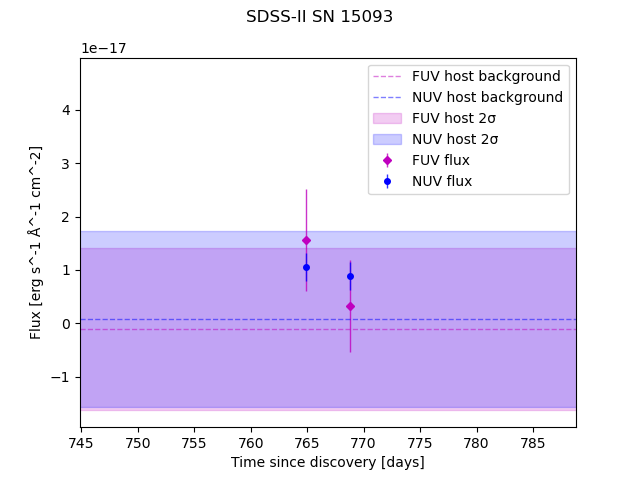 SDSS-II SN 15093
1e−17
FUV host background
NUV host background
FUV host 2σ
NUV host 2σ
FUV flux
NUV flux
4
3
2
1
0
−1
Flux [erg s^-1 Å^-1 cm^-2]
745 750 755 760 765 770 775 780 785
Time since discovery [days]